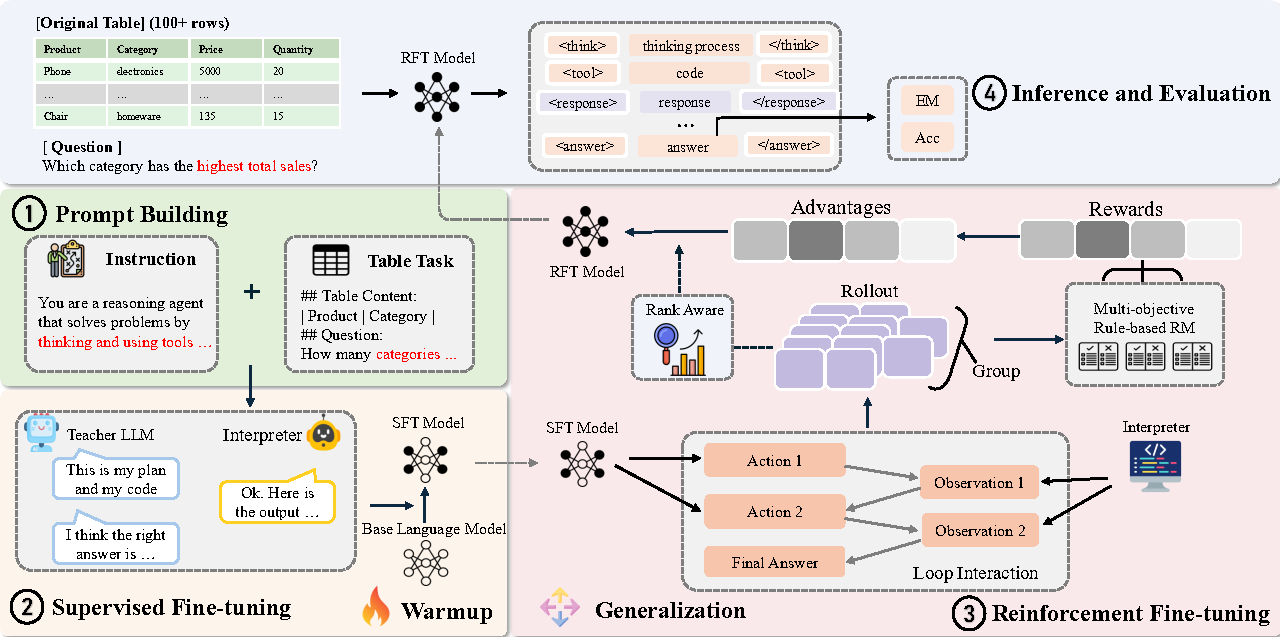 [Original Table] (100+ rows)
Product Category Price Quantity
Phone electronics 5000 20
... ... ... ...
Chair homeware 135 15
[ Question ]
Which category has the highest total sales?
RFT Model
<think> thinking process </think>
<tool> code <tool>
<response> response </response>
...
<answer> answer </answer>
EM
Acc
4 Inference and Evaluation
1 Prompt Building
Instruction
You are a reasoning agent
that solves problems by
thinking and using tools ...
+
Table Task
## Table Content:
| Product | Category |
## Question:
How many categories ...
Teacher LLM
This is my plan
and my code
I think the right
answer is ...
Interpreter
Ok. Here is
the output ...
SFT Model
Base Language Model
2 Supervised Fine-tuning
Warmup
RFT Model
Advantages
Rewards
Rank Aware
Rollout
Group
Multi-objective
Rule-based RM
SFT Model
Action 1
Action 2
Final Answer
Observation 1
Observation 2
Loop Interaction
Interpreter
</>
Generalization
3 Reinforcement Fine-tuning